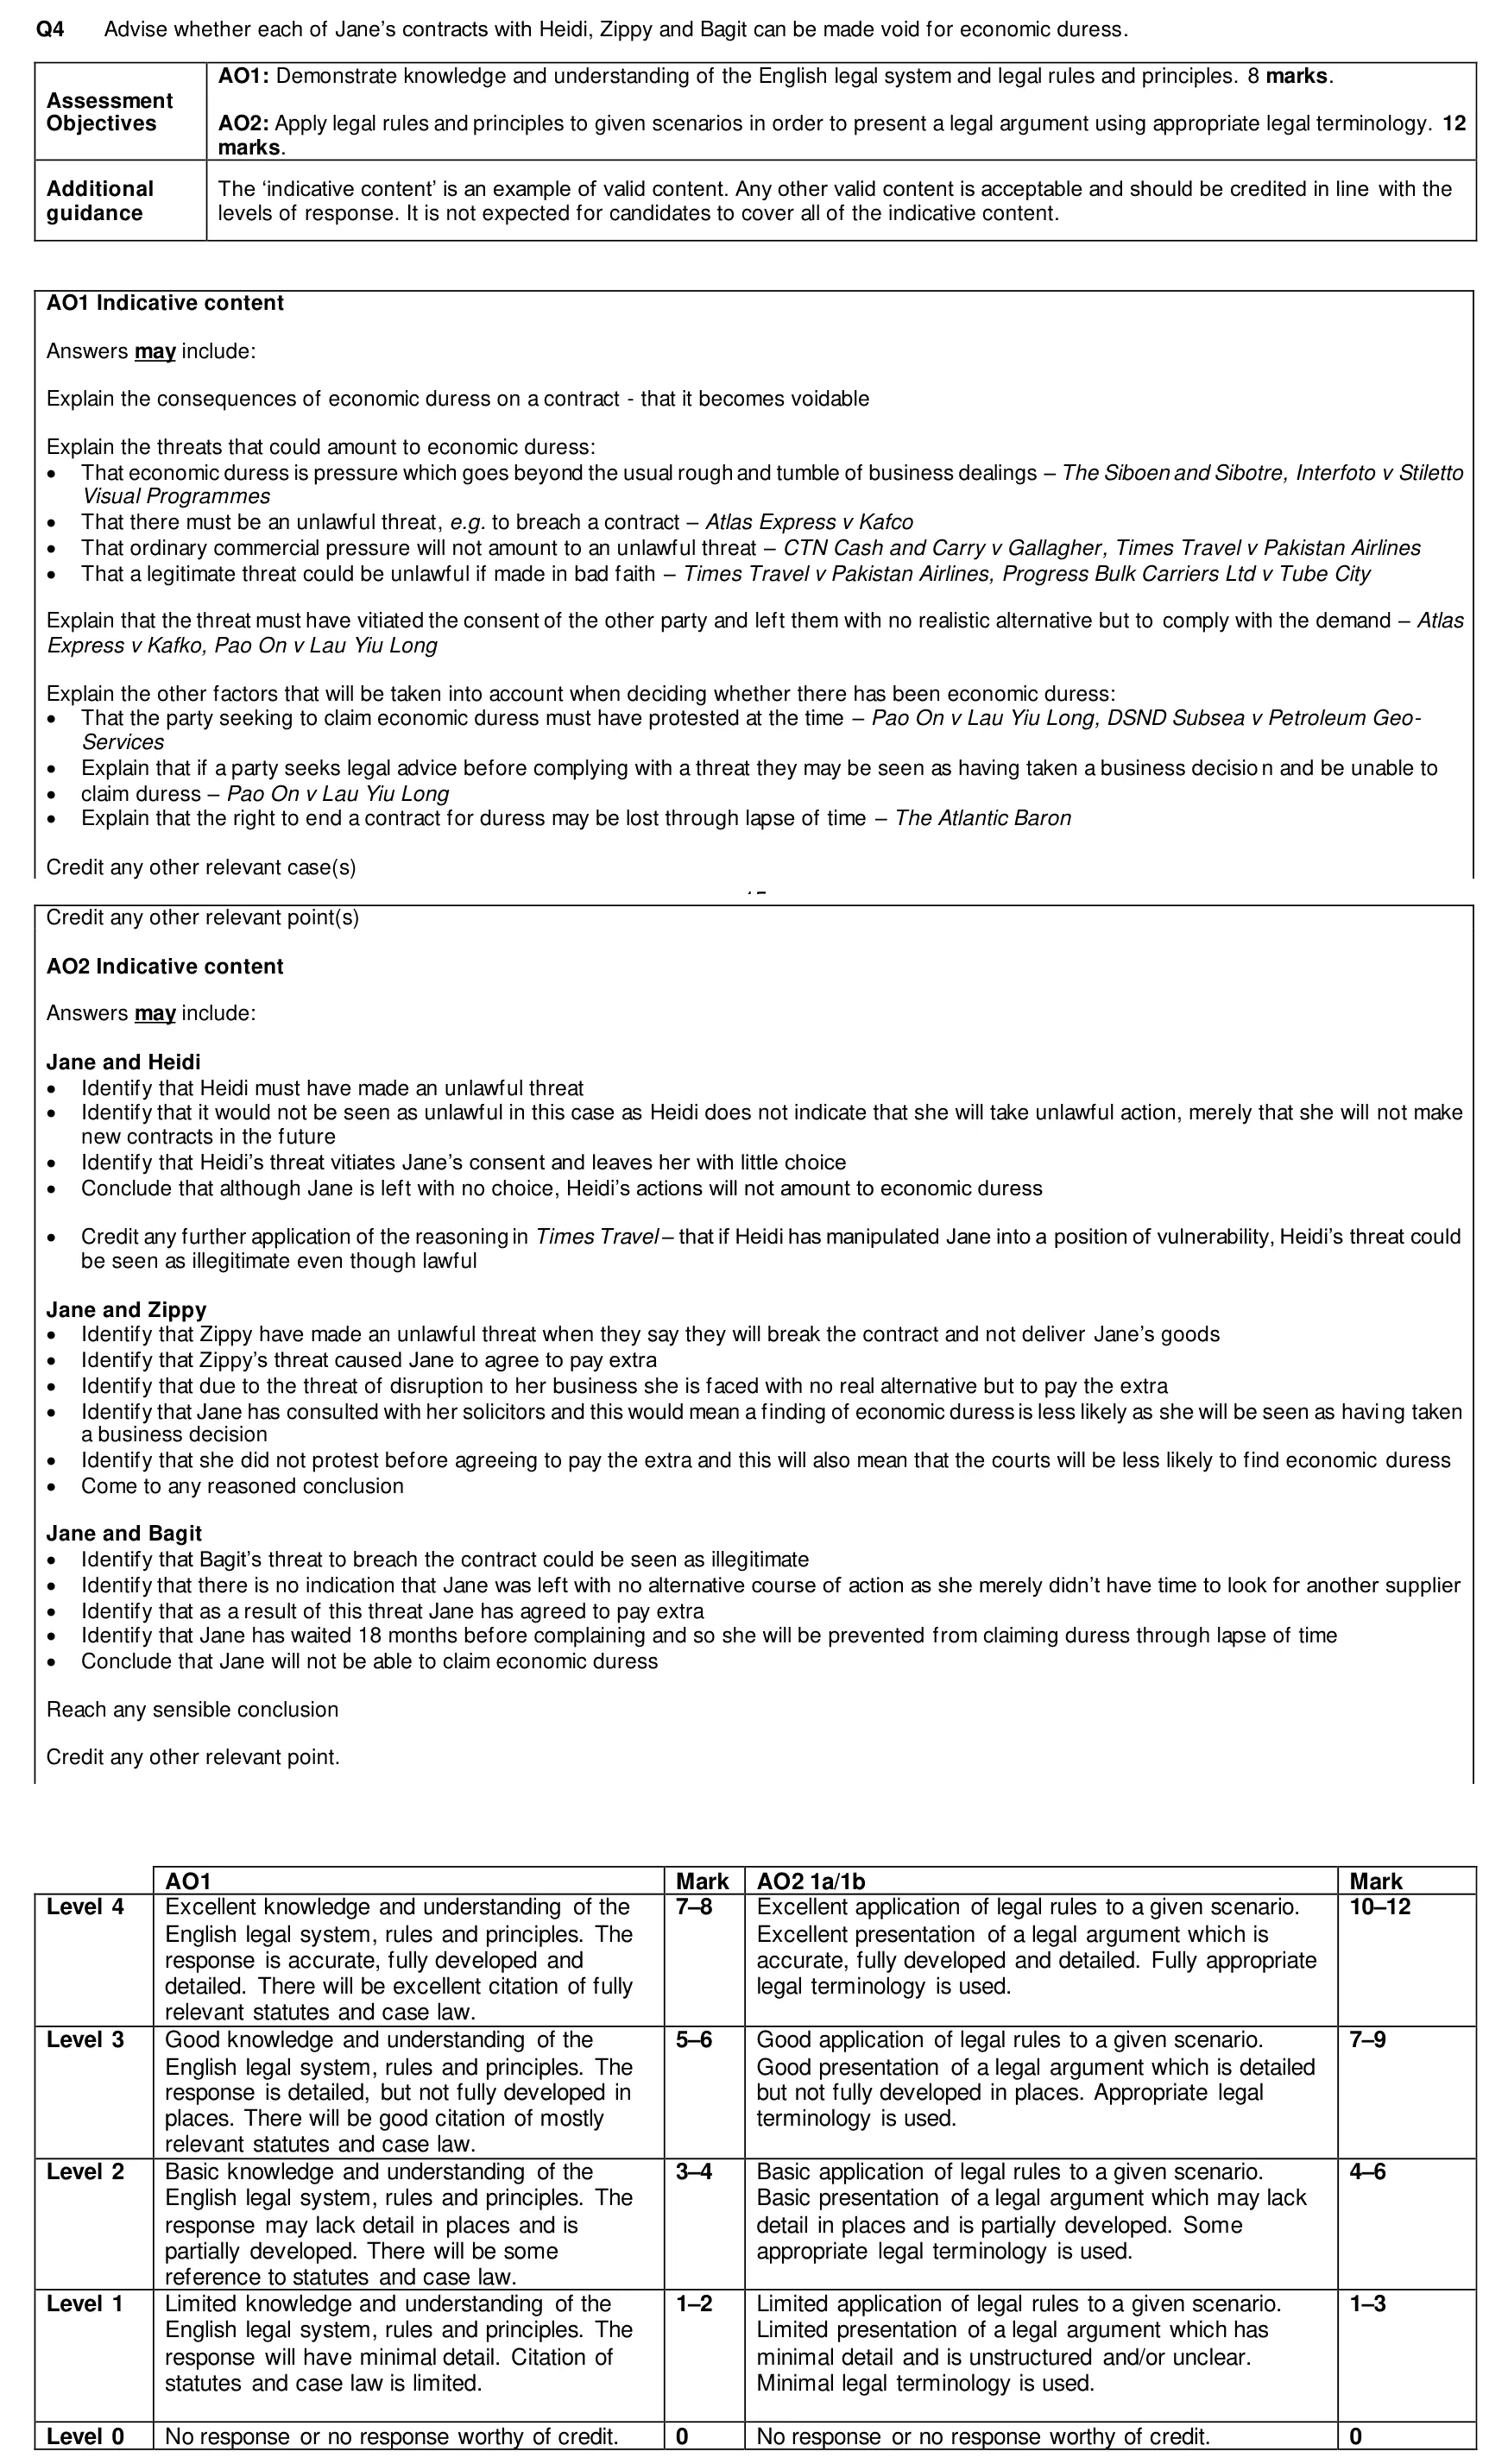 Q4 Advise whether each of Jane's contracts with Heidi, Zippy and Bagit can be made void for economic duress.
Assessment
Objectives
AO1: Demonstrate knowledge and understanding of the English legal system and legal rules and principles. 8 marks.
AO2: Apply legal rules and principles to given scenarios in order to present a legal argument using appropriate legal terminology. 12
marks.
Additional
guidance
The 'indicative content' is an example of valid content. Any other valid content is acceptable and should be credited in line with the
levels of response. It is not expected for candidates to cover all of the indicative content.
AO1 Indicative content
Answers may include:
Explain the consequences of economic duress on a contract - that it becomes voidable
Explain the threats that could amount to economic duress:
• That economic duress is pressure which goes beyond the usual rough and tumble of business dealings – The Siboen and Sibotre, Interfoto v Stiletto
Visual Programmes
• That there must be an unlawful threat, e.g. to breach a contract – Atlas Express v Kafco
• That ordinary commercial pressure will not amount to an unlawful threat – CTN Cash and Carry v Gallagher, Times Travel v Pakistan Airlines
• That a legitimate threat could be unlawful if made in bad faith – Times Travel v Pakistan Airlines, Progress Bulk Carriers Ltd v Tube City
Explain that the threat must have vitiated the consent of the other party and left them with no realistic alternative but to comply with the demand – Atlas
Express v Kafko, Pao On v Lau Yiu Long
Explain the other factors that will be taken into account when deciding whether there has been economic duress:
• That the party seeking to claim economic duress must have protested at the time – Pao On v Lau Yiu Long, DSND Subsea v Petroleum Geo-
Services
• Explain that if a party seeks legal advice before complying with a threat they may be seen as having taken a business decision and be unable to
• claim duress – Pao On v Lau Yiu Long
• Explain that the right to end a contract for duress may be lost through lapse of time – The Atlantic Baron
Credit any other relevant case(s)
Credit any other relevant point(s)
AO2 Indicative content
Answers may include:
Jane and Heidi
• Identify that Heidi must have made an unlawful threat
• Identify that it would not be seen as unlawful in this case as Heidi does not indicate that she will take unlawful action, merely that she will not make
new contracts in the future
• Identify that Heidi's threat vitiates Jane's consent and leaves her with little choice
• Conclude that although Jane is left with no choice, Heidi's actions will not amount to economic duress
• Credit any further application of the reasoning in Times Travel – that if Heidi has manipulated Jane into a position of vulnerability, Heidi's threat could
be seen as illegitimate even though lawful
Jane and Zippy
• Identify that Zippy have made an unlawful threat when they say they will break the contract and not deliver Jane's goods
• Identify that Zippy's threat caused Jane to agree to pay extra
• Identify that due to the threat of disruption to her business she is faced with no real alternative but to pay the extra
• Identify that Jane has consulted with her solicitors and this would mean a finding of economic duress is less likely as she will be seen as having taken
a business decision
• Identify that she did not protest before agreeing to pay the extra and this will also mean that the courts will be less likely to find economic duress
• Come to any reasoned conclusion
Jane and Bagit
• Identify that Bagit's threat to breach the contract could be seen as illegitimate
• Identify that there is no indication that Jane was left with no alternative course of action as she merely didn't have time to look for another supplier
• Identify that as a result of this threat Jane has agreed to pay extra
• Identify that Jane has waited 18 months before complaining and so she will be prevented from claiming duress through lapse of time
• Conclude that Jane will not be able to claim economic duress
Reach any sensible conclusion
Credit any other relevant point.
AO1 Mark AO2 1a/1b Mark
Level 4 Excellent knowledge and understanding of the 7–8 Excellent application of legal rules to a given scenario. 10–12
English legal system, rules and principles. The Excellent presentation of a legal argument which is
response is accurate, fully developed and accurate, fully developed and detailed. Fully appropriate
detailed. There will be excellent citation of fully legal terminology is used.
relevant statutes and case law.
Level 3 Good knowledge and understanding of the 5–6 Good application of legal rules to a given scenario. 7–9
English legal system, rules and principles. The Good presentation of a legal argument which is detailed
response is detailed, but not fully developed in but not fully developed in places. Appropriate legal
places. There will be good citation of mostly terminology is used.
relevant statutes and case law.
Level 2 Basic knowledge and understanding of the 3–4 Basic application of legal rules to a given scenario. 4–6
English legal system, rules and principles. The Basic presentation of a legal argument which may lack
response may lack detail in places and is detail in places and is partially developed. Some
partially developed. There will be some appropriate legal terminology is used.
reference to statutes and case law.
Level 1 Limited knowledge and understanding of the 1–2 Limited application of legal rules to a given scenario. 1–3
English legal system, rules and principles. The Limited presentation of a legal argument which has
response will have minimal detail. Citation of minimal detail and is unstructured and/or unclear.
statutes and case law is limited. Minimal legal terminology is used.
Level 0 No response or no response worthy of credit. 0 No response or no response worthy of credit. 0